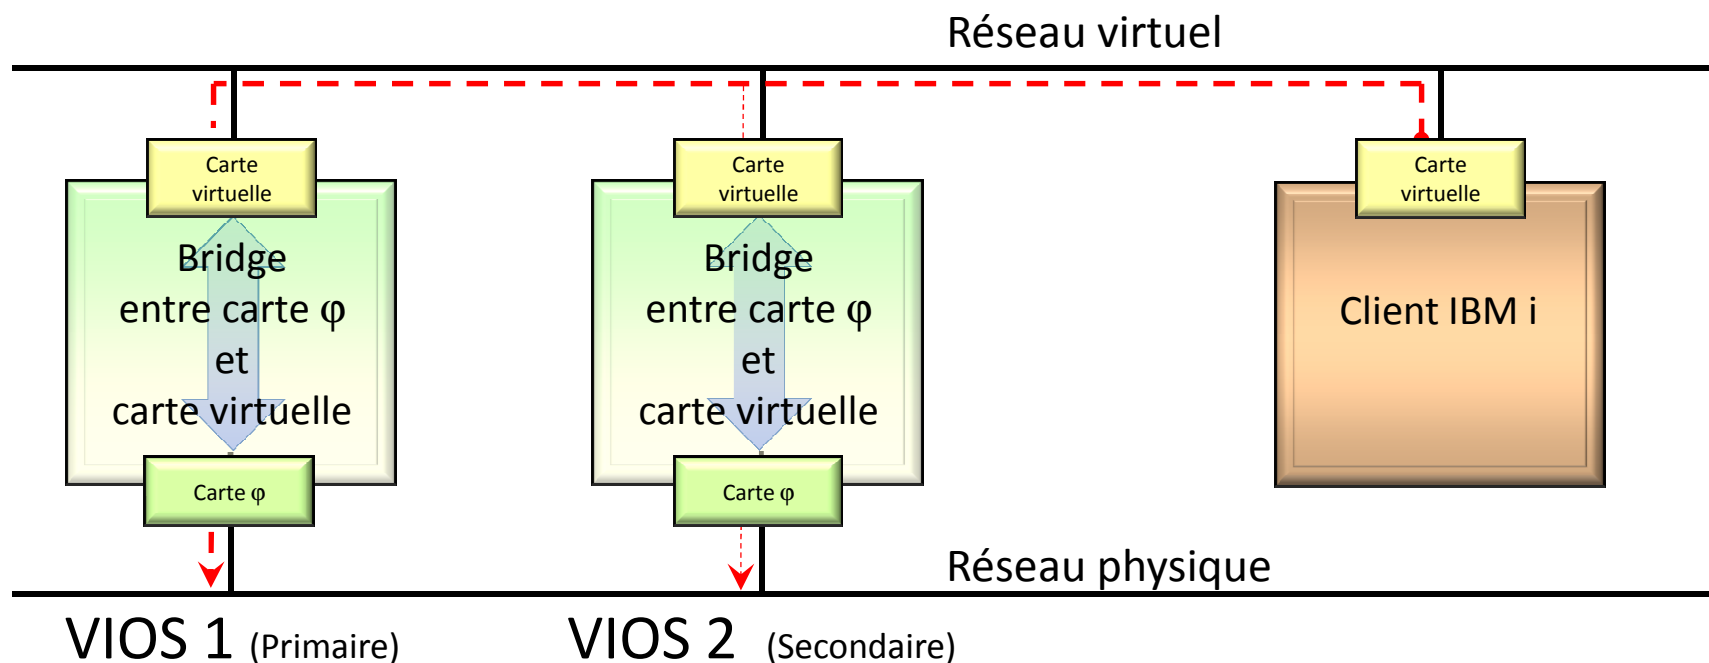 Réseau virtuel
Carte
virtuelle
Carte
virtuelle
Carte
virtuelle
Bridge
entre carte φ
et
carte virtuelle
Bridge
entre carte φ
et
carte virtuelle
Client IBM i
Carte φ
Carte φ
Réseau physique
VIOS 1 (Primaire)
VIOS 2 (Secondaire)